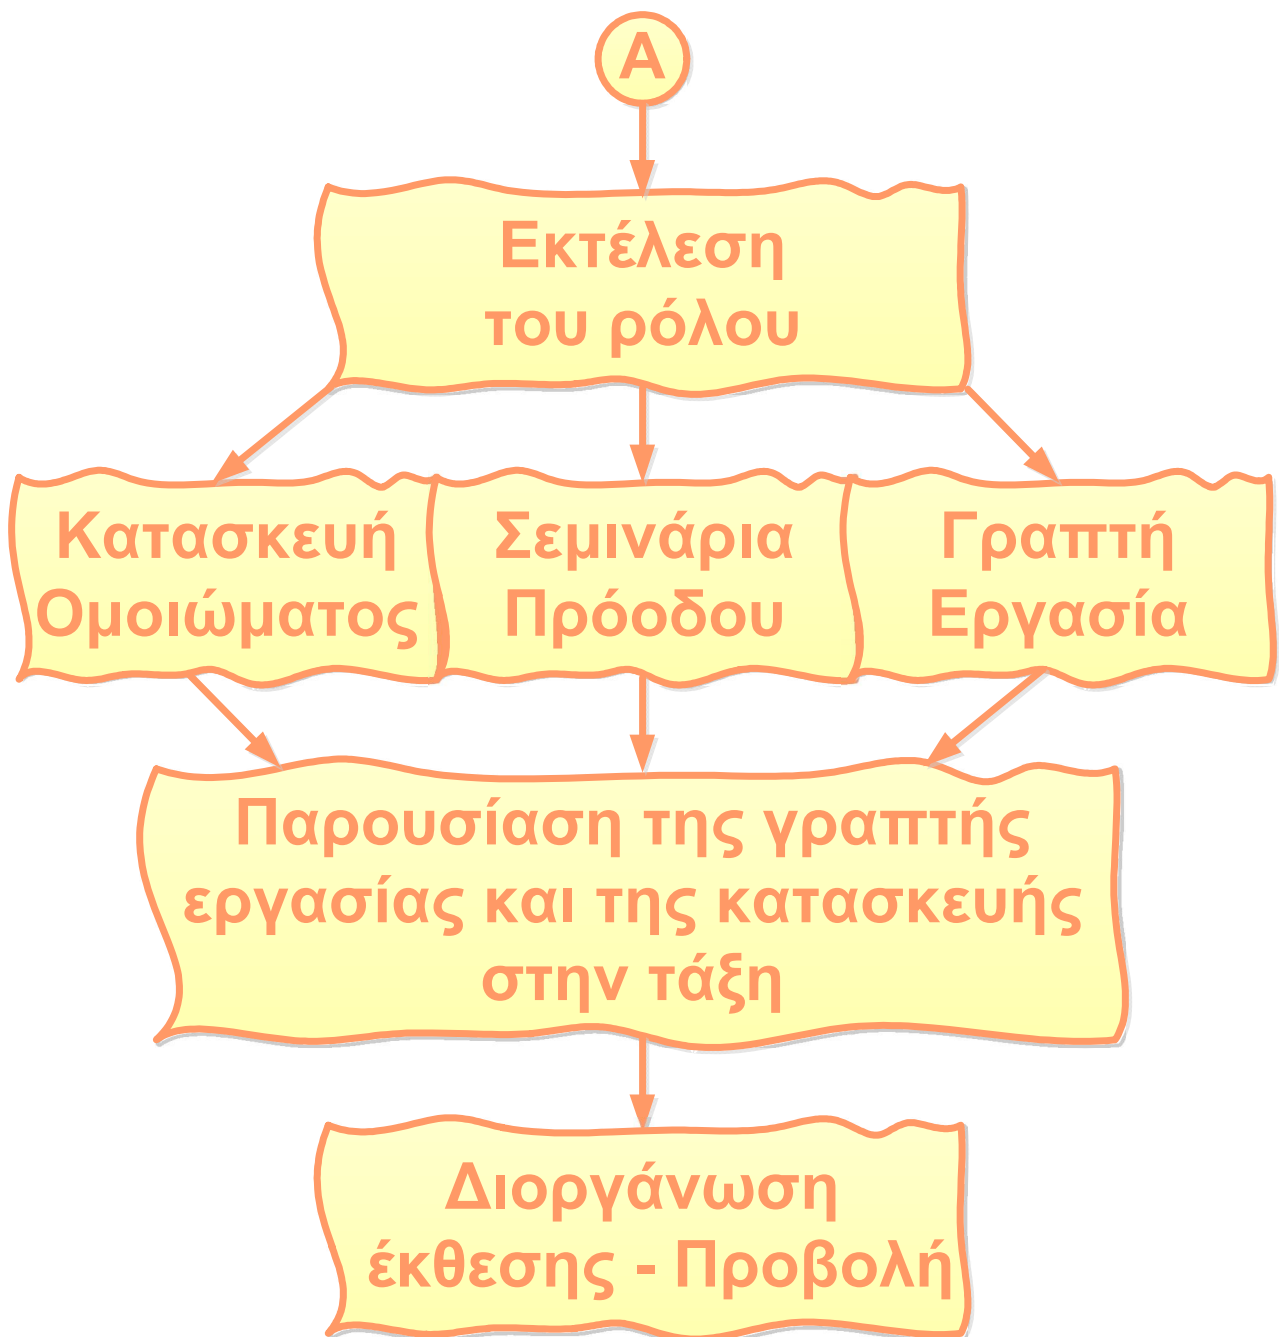 Α
Εκτέλεση
του ρόλου
Κατασκευή
Ομοιώματος
Σεμινάρια
Πρόοδου
Γραπτή
Εργασία
Παρουσίαση της γραπτής
εργασίας και της κατασκευής
στην τάξη
Διοργάνωση
έκθεσης - Προβολή